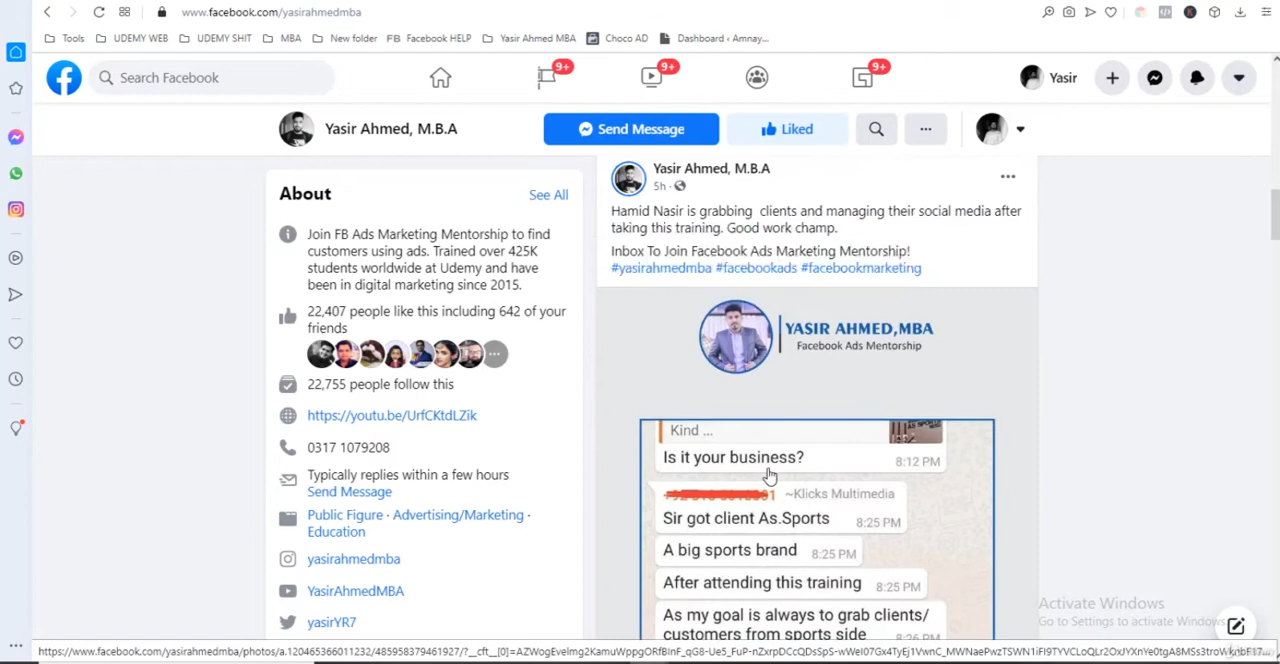 www.facebook.com/yasirahmedmba
Tools
UDEMY WEB
UDEMY SHIT
MBA
New folder
FB Facebook HELP
Yasir Ahmed MBA
Choco AD
Dashboard ‹ Amnay...
Search Facebook
9+
9+
9+
Yasir
Yasir Ahmed, M.B.A
Send Message
Liked
About
See All
Join FB Ads Marketing Mentorship to find
customers using ads. Trained over 425K
students worldwide at Udemy and have
been in digital marketing since 2015.
22,407 people like this including 642 of your
friends
22,755 people follow this
https://youtu.be/UrfCKtdLZik
0317 1079208
Typically replies within a few hours
Send Message
Public Figure · Advertising/Marketing ·
Education
yasirahmedmba
YasirAhmedMBA
yasirYR7
Yasir Ahmed, M.B.A
5h ·
Hamid Nasir is grabbing clients and managing their social media after
taking this training. Good work champ.
Inbox To Join Facebook Ads Marketing Mentorship!
#yasirahmedmba #facebookads #facebookmarketing
YASIR AHMED,MBA
Facebook Ads Mentorship
Kind ...
Is it your business? 8:12 PM
~Klicks Multimedia
Sir got client As.Sports 8:25 PM
A big sports brand 8:25 PM
After attending this training 8:25 PM
As my goal is always to grab clients/
customers from sports side 8:26 PM
Activate Windows
Go to Settings to activate Windows.